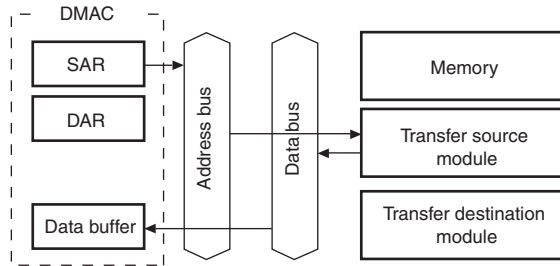 DMAC
SAR
DAR
Data buffer
Address bus
Data bus
Memory
Transfer source
module
Transfer destination
module